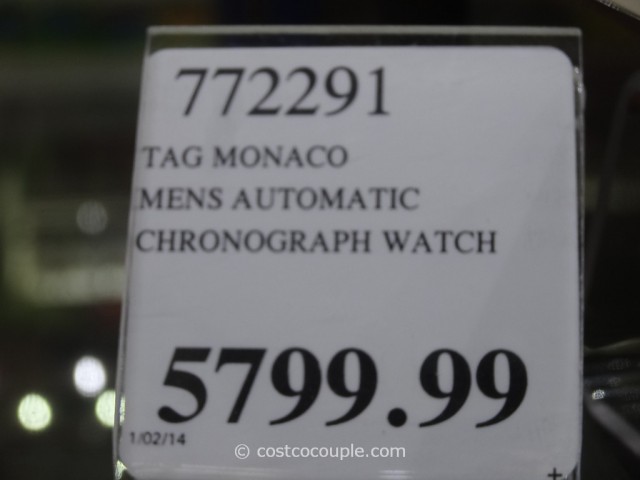 772291
TAG MONACO
MENS AUTOMATIC
CHRONOGRAPH WATCH
5799.99
1/02/14
© costcocouple.com
+